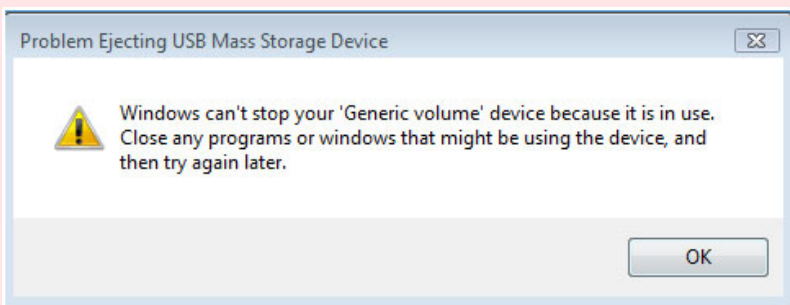 Problem Ejecting USB Mass Storage Device
Windows can't stop your 'Generic volume' device because it is in use.
Close any programs or windows that might be using the device, and
then try again later.
OK